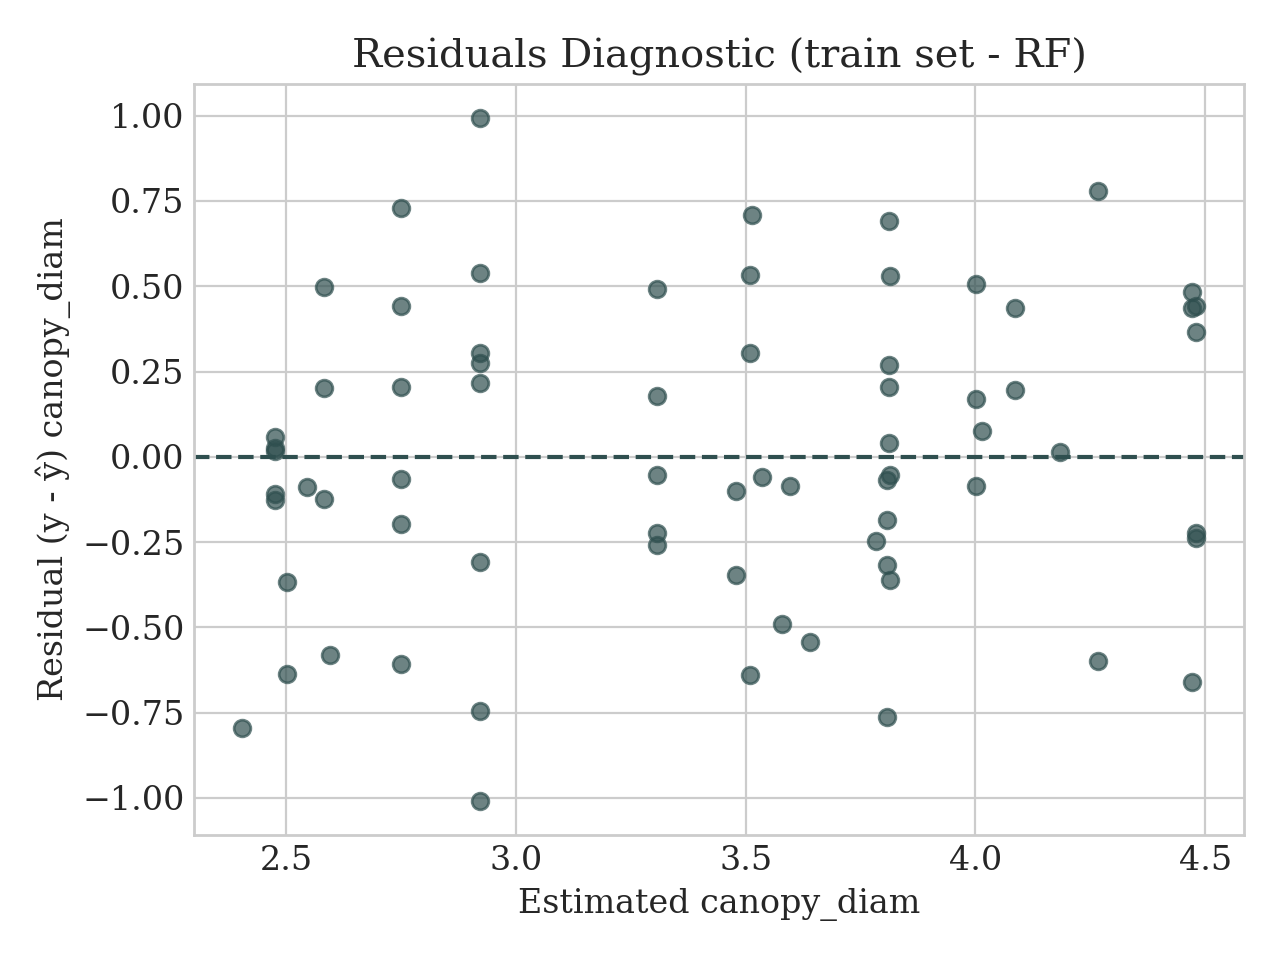 Residuals Diagnostic (train set - RF)
1.00
0.75
0.50
0.25
0.00
−0.25
−0.50
−0.75
−1.00
Residual (y - ŷ) canopy_diam
2.5 3.0 3.5 4.0 4.5
Estimated canopy_diam